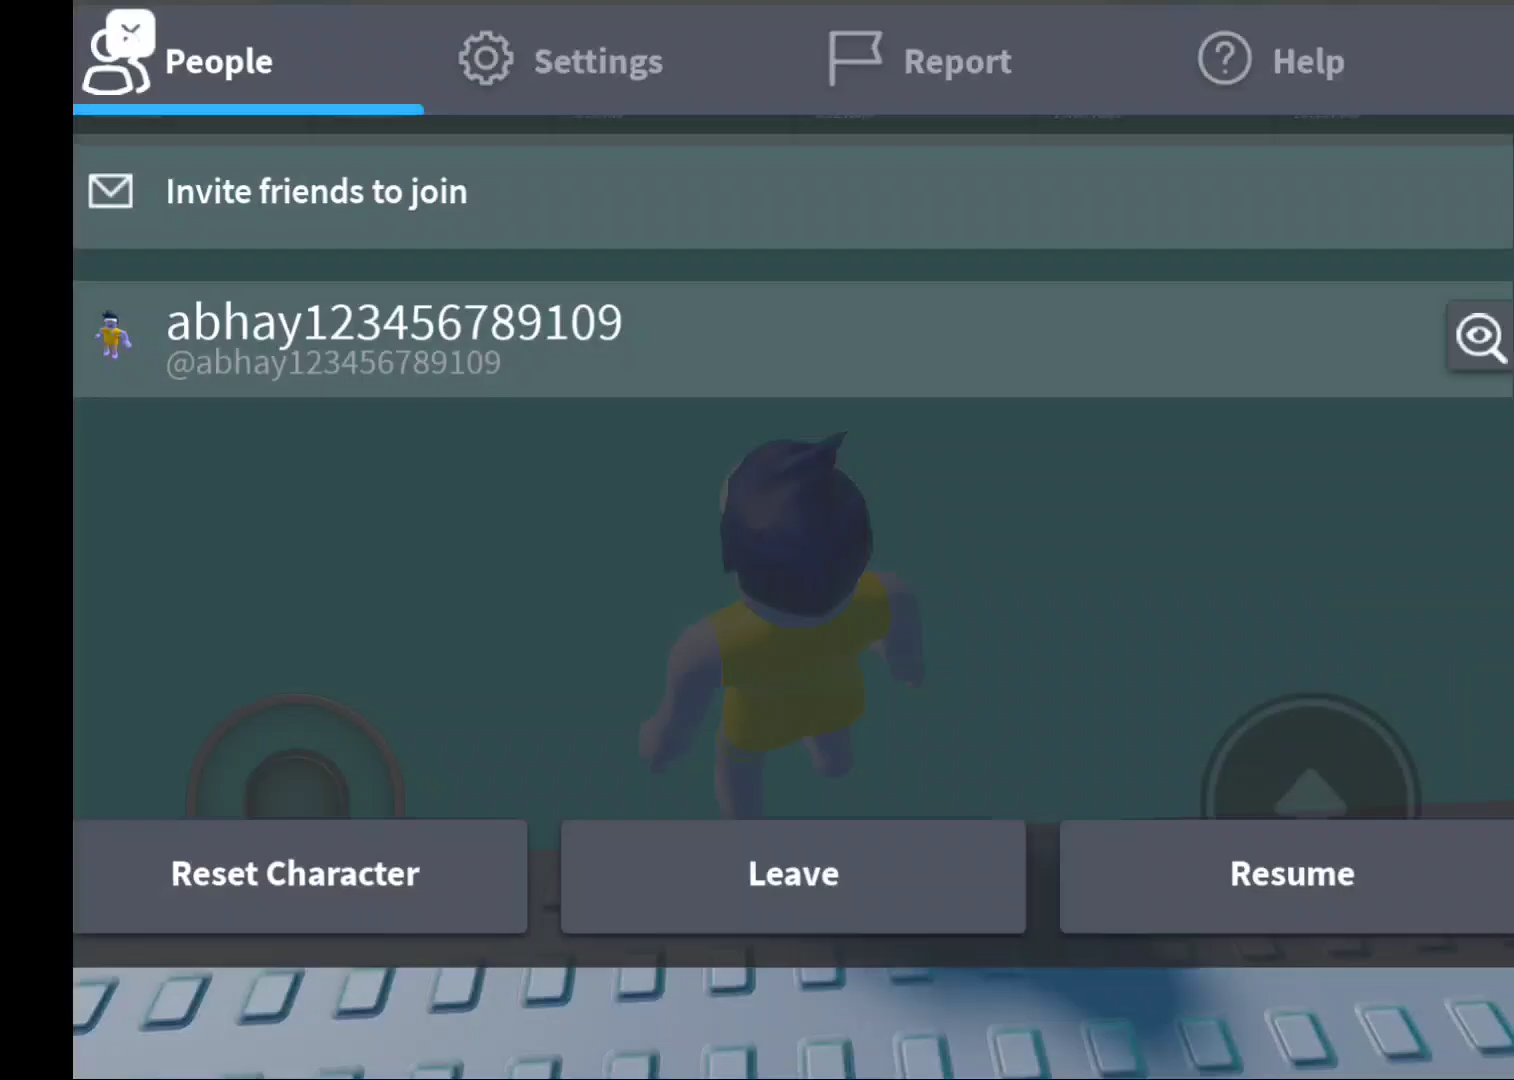 People
Settings
Report
Help
Invite friends to join
abhay123456789109
@abhay123456789109
Reset Character
Leave
Resume